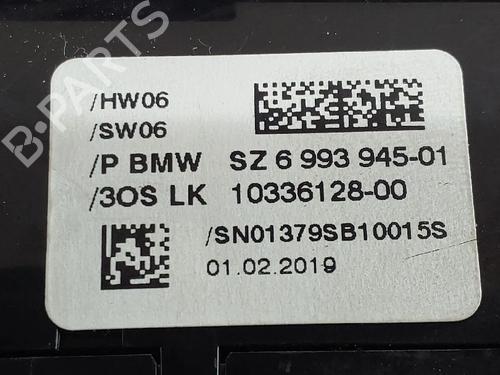 B-PARTS
/HW06
/SW06
/P BMW SZ 6 993 945-01
/3OS LK 10336128-00
/SN01379SB10015S
01.02.2019